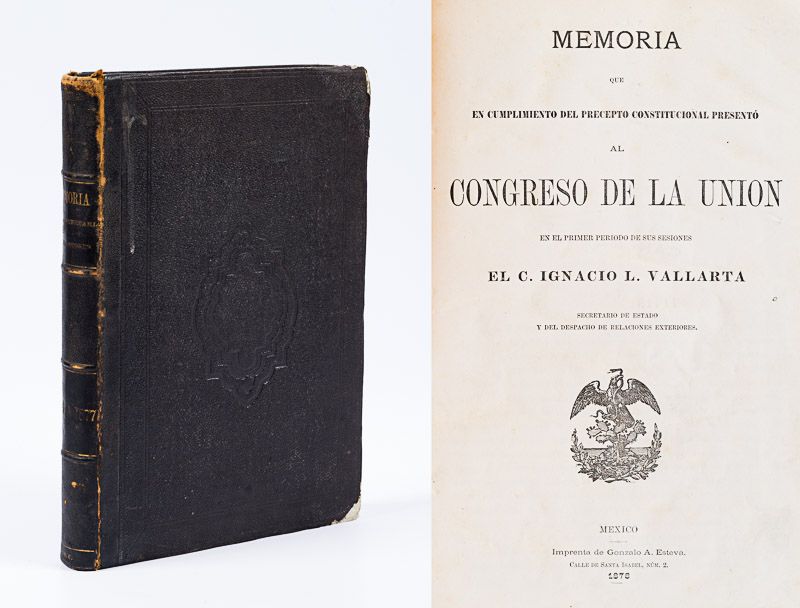 MORIA
1877
MEMORIA
QUE
EN CUMPLIMIENTO DEL PRECEPTO CONSTITUCIONAL PRESENTÓ
AL
CONGRESO DE LA UNION
EN EL PRIMER PERIODO DE SUS SESIONES
EL C. IGNACIO L. VALLARTA
SECRETARIO DE ESTADO
Y DEL DESPACHO DE RELACIONES EXTERIORES.
MEXICO
Imprenta de Gonzalo A. Esteva.
CALLE DE SANTA ISABEL, NÚM. 2.
1878